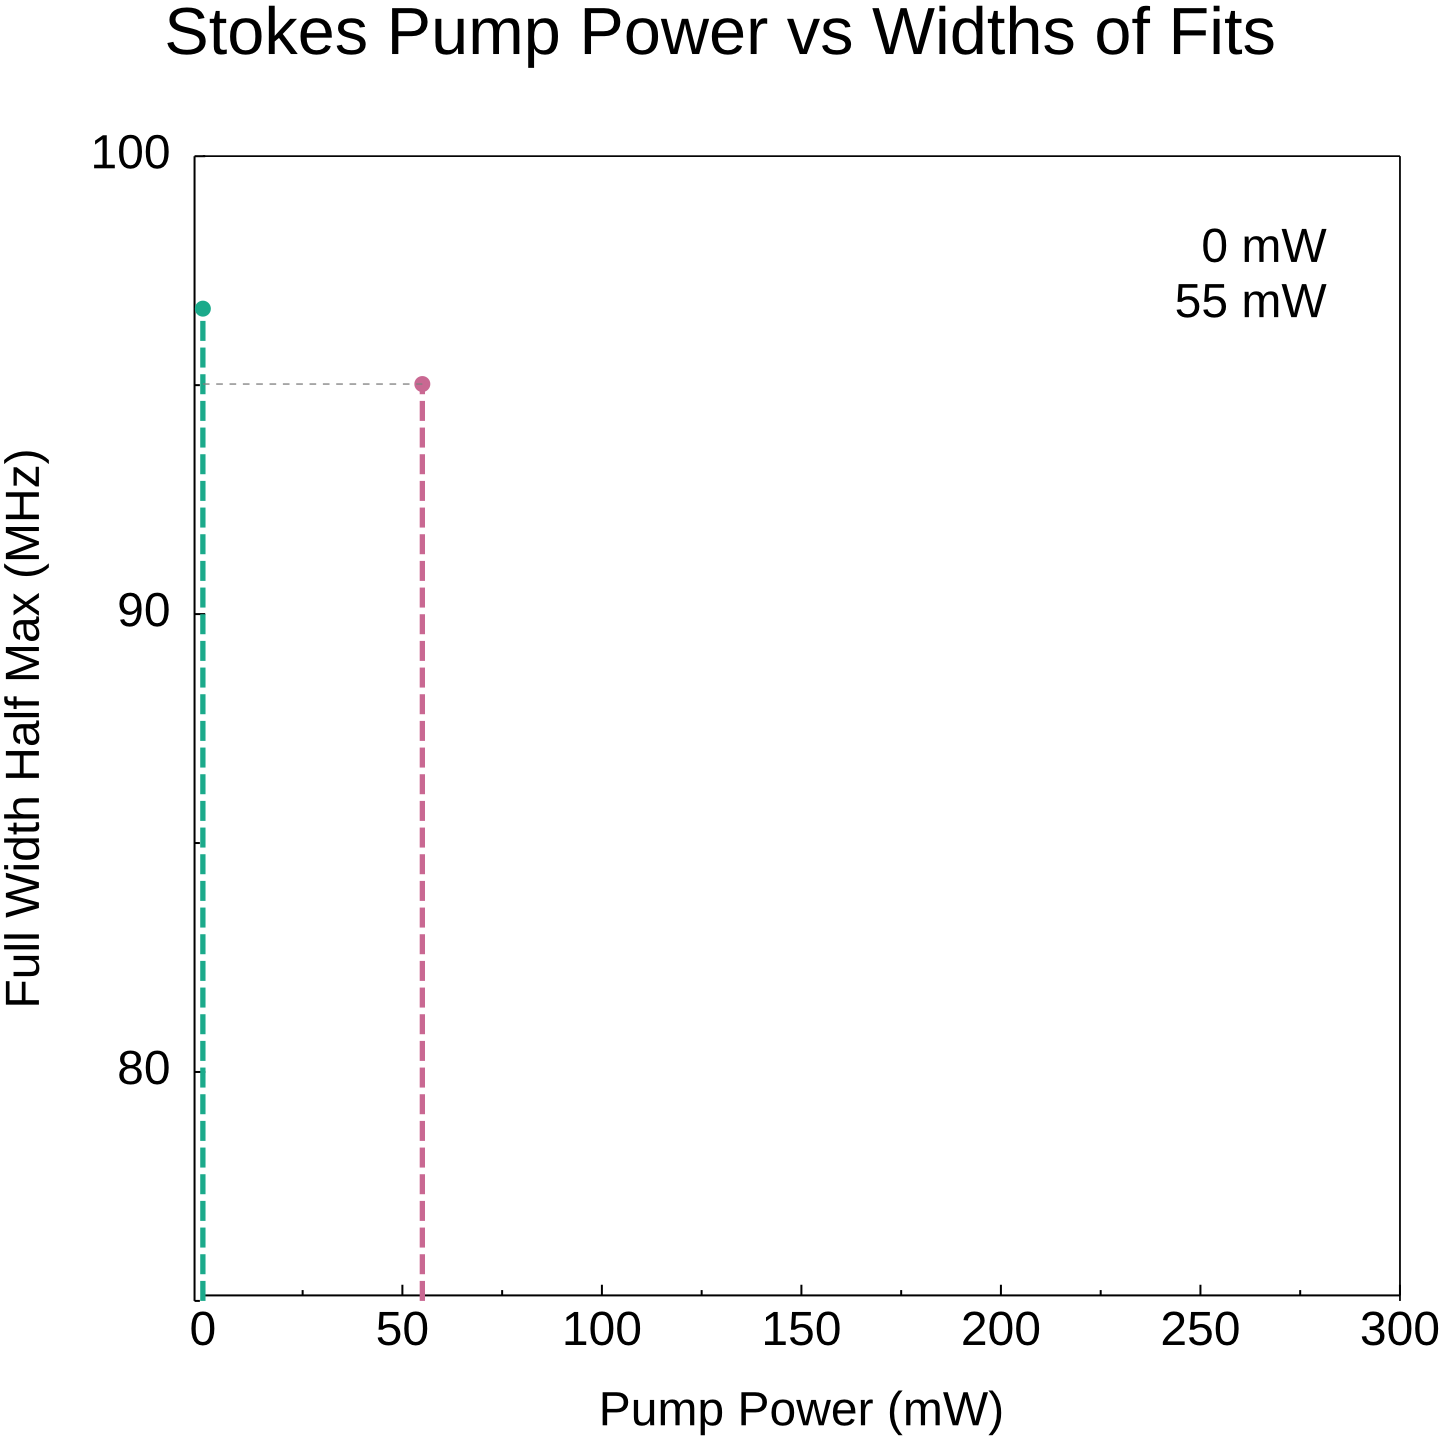 Stokes Pump Power vs Widths of Fits
100
0 mW
55 mW
90
80
Full Width Half Max (MHz)
0 50 100 150 200 250 300
Pump Power (mW)